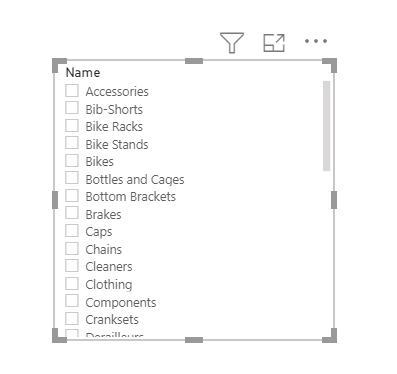 Name
Accessories
Bib-Shorts
Bike Racks
Bike Stands
Bikes
Bottles and Cages
Bottom Brackets
Brakes
Caps
Chains
Cleaners
Clothing
Components
Cranksets
Derailleurs